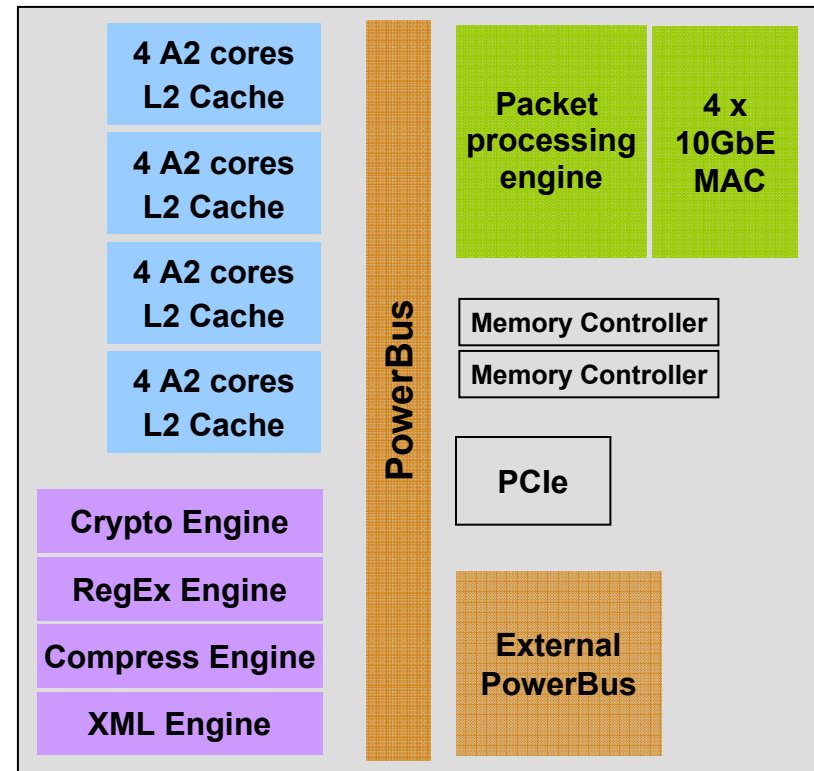 4 A2 cores
L2 Cache
4 A2 cores
L2 Cache
4 A2 cores
L2 Cache
4 A2 cores
L2 Cache
Crypto Engine
RegEx Engine
Compress Engine
XML Engine
PowerBus
Packet
processing
engine
4 x
10GbE
MAC
Memory Controller
Memory Controller
PCIe
External
PowerBus